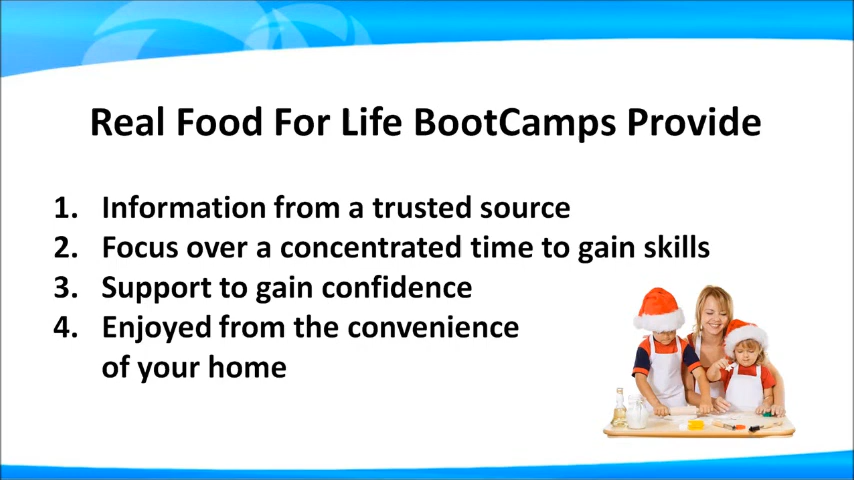 Real Food For Life BootCamps Provide
1. Information from a trusted source
2. Focus over a concentrated time to gain skills
3. Support to gain confidence
4. Enjoyed from the convenience
of your home